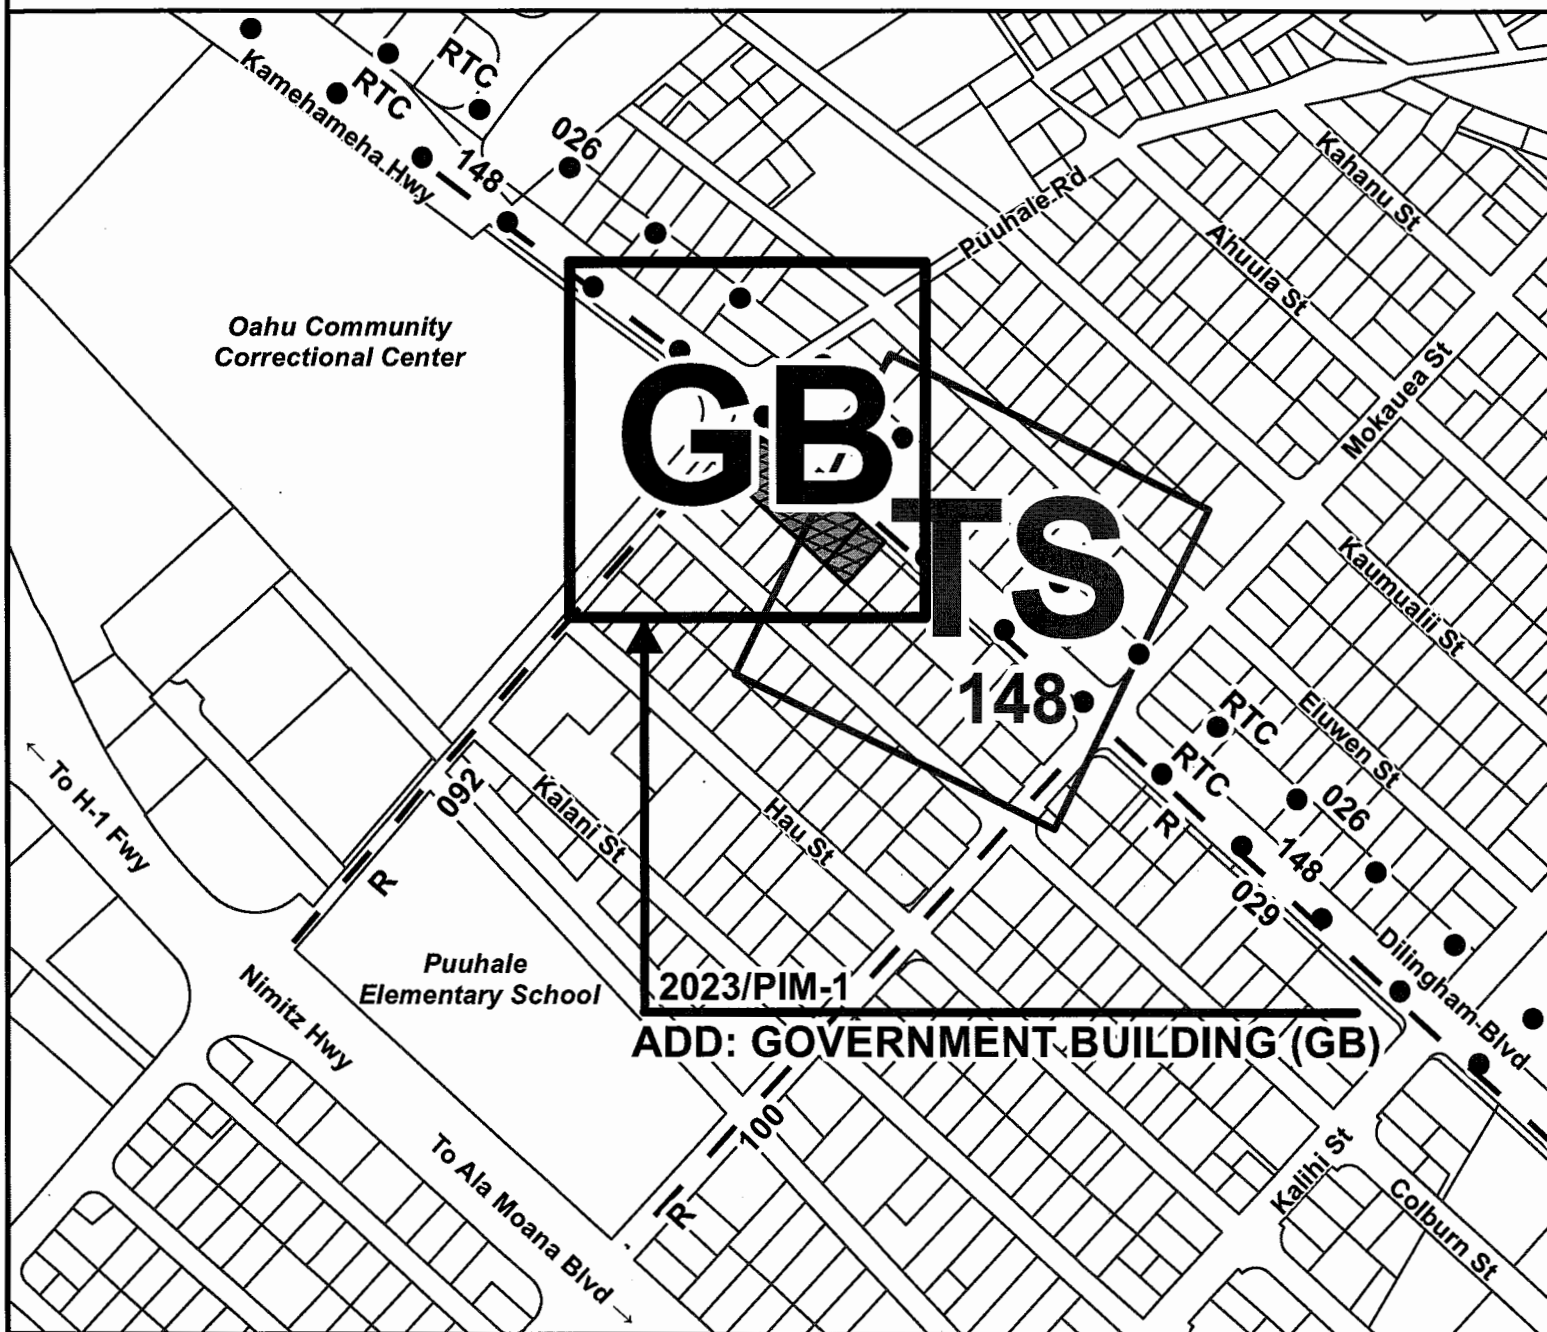 RTC
RTC
Kamehameha Hwy
148
026
Kahanu St
Puuhale Rd
Ahuula St
Oahu Community
Correctional Center
Mokauea St
GB
TS
148
Kaumualii St
RTC
Eluwen St
RTC
026
R
148
029
092
To H-1 Fwy
Kalani St
Hau St
R
Dillingham Blvd
Puuhale
Elementary School
Nimitz Hwy
2023/PIM-1
ADD: GOVERNMENT BUILDING (GB)
100
Kalihi St
To Ala Moana Blvd
R
Colburn St